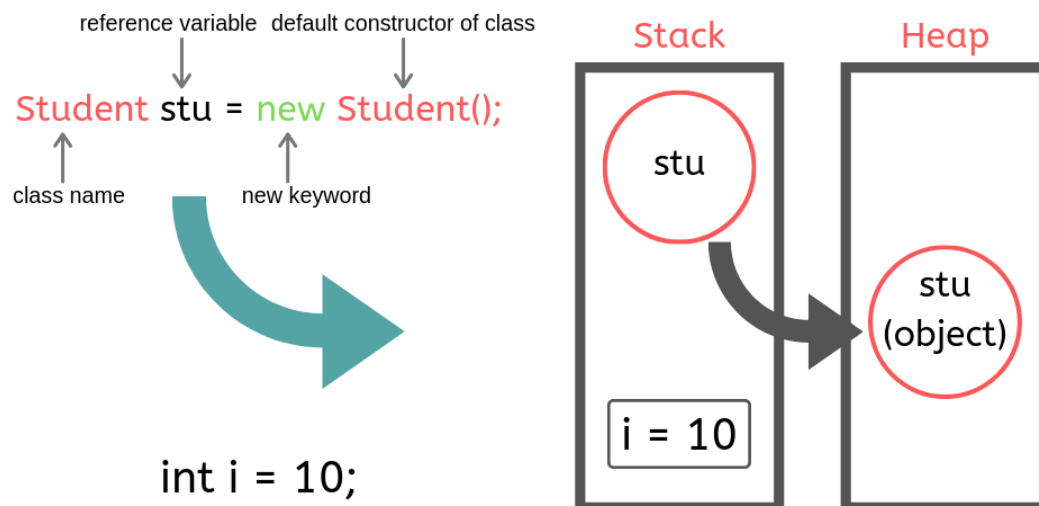 reference variable default constructor of class
Student stu = new Student();
class name new keyword
int i = 10;
Stack
stu
i = 10
Heap
stu
(object)